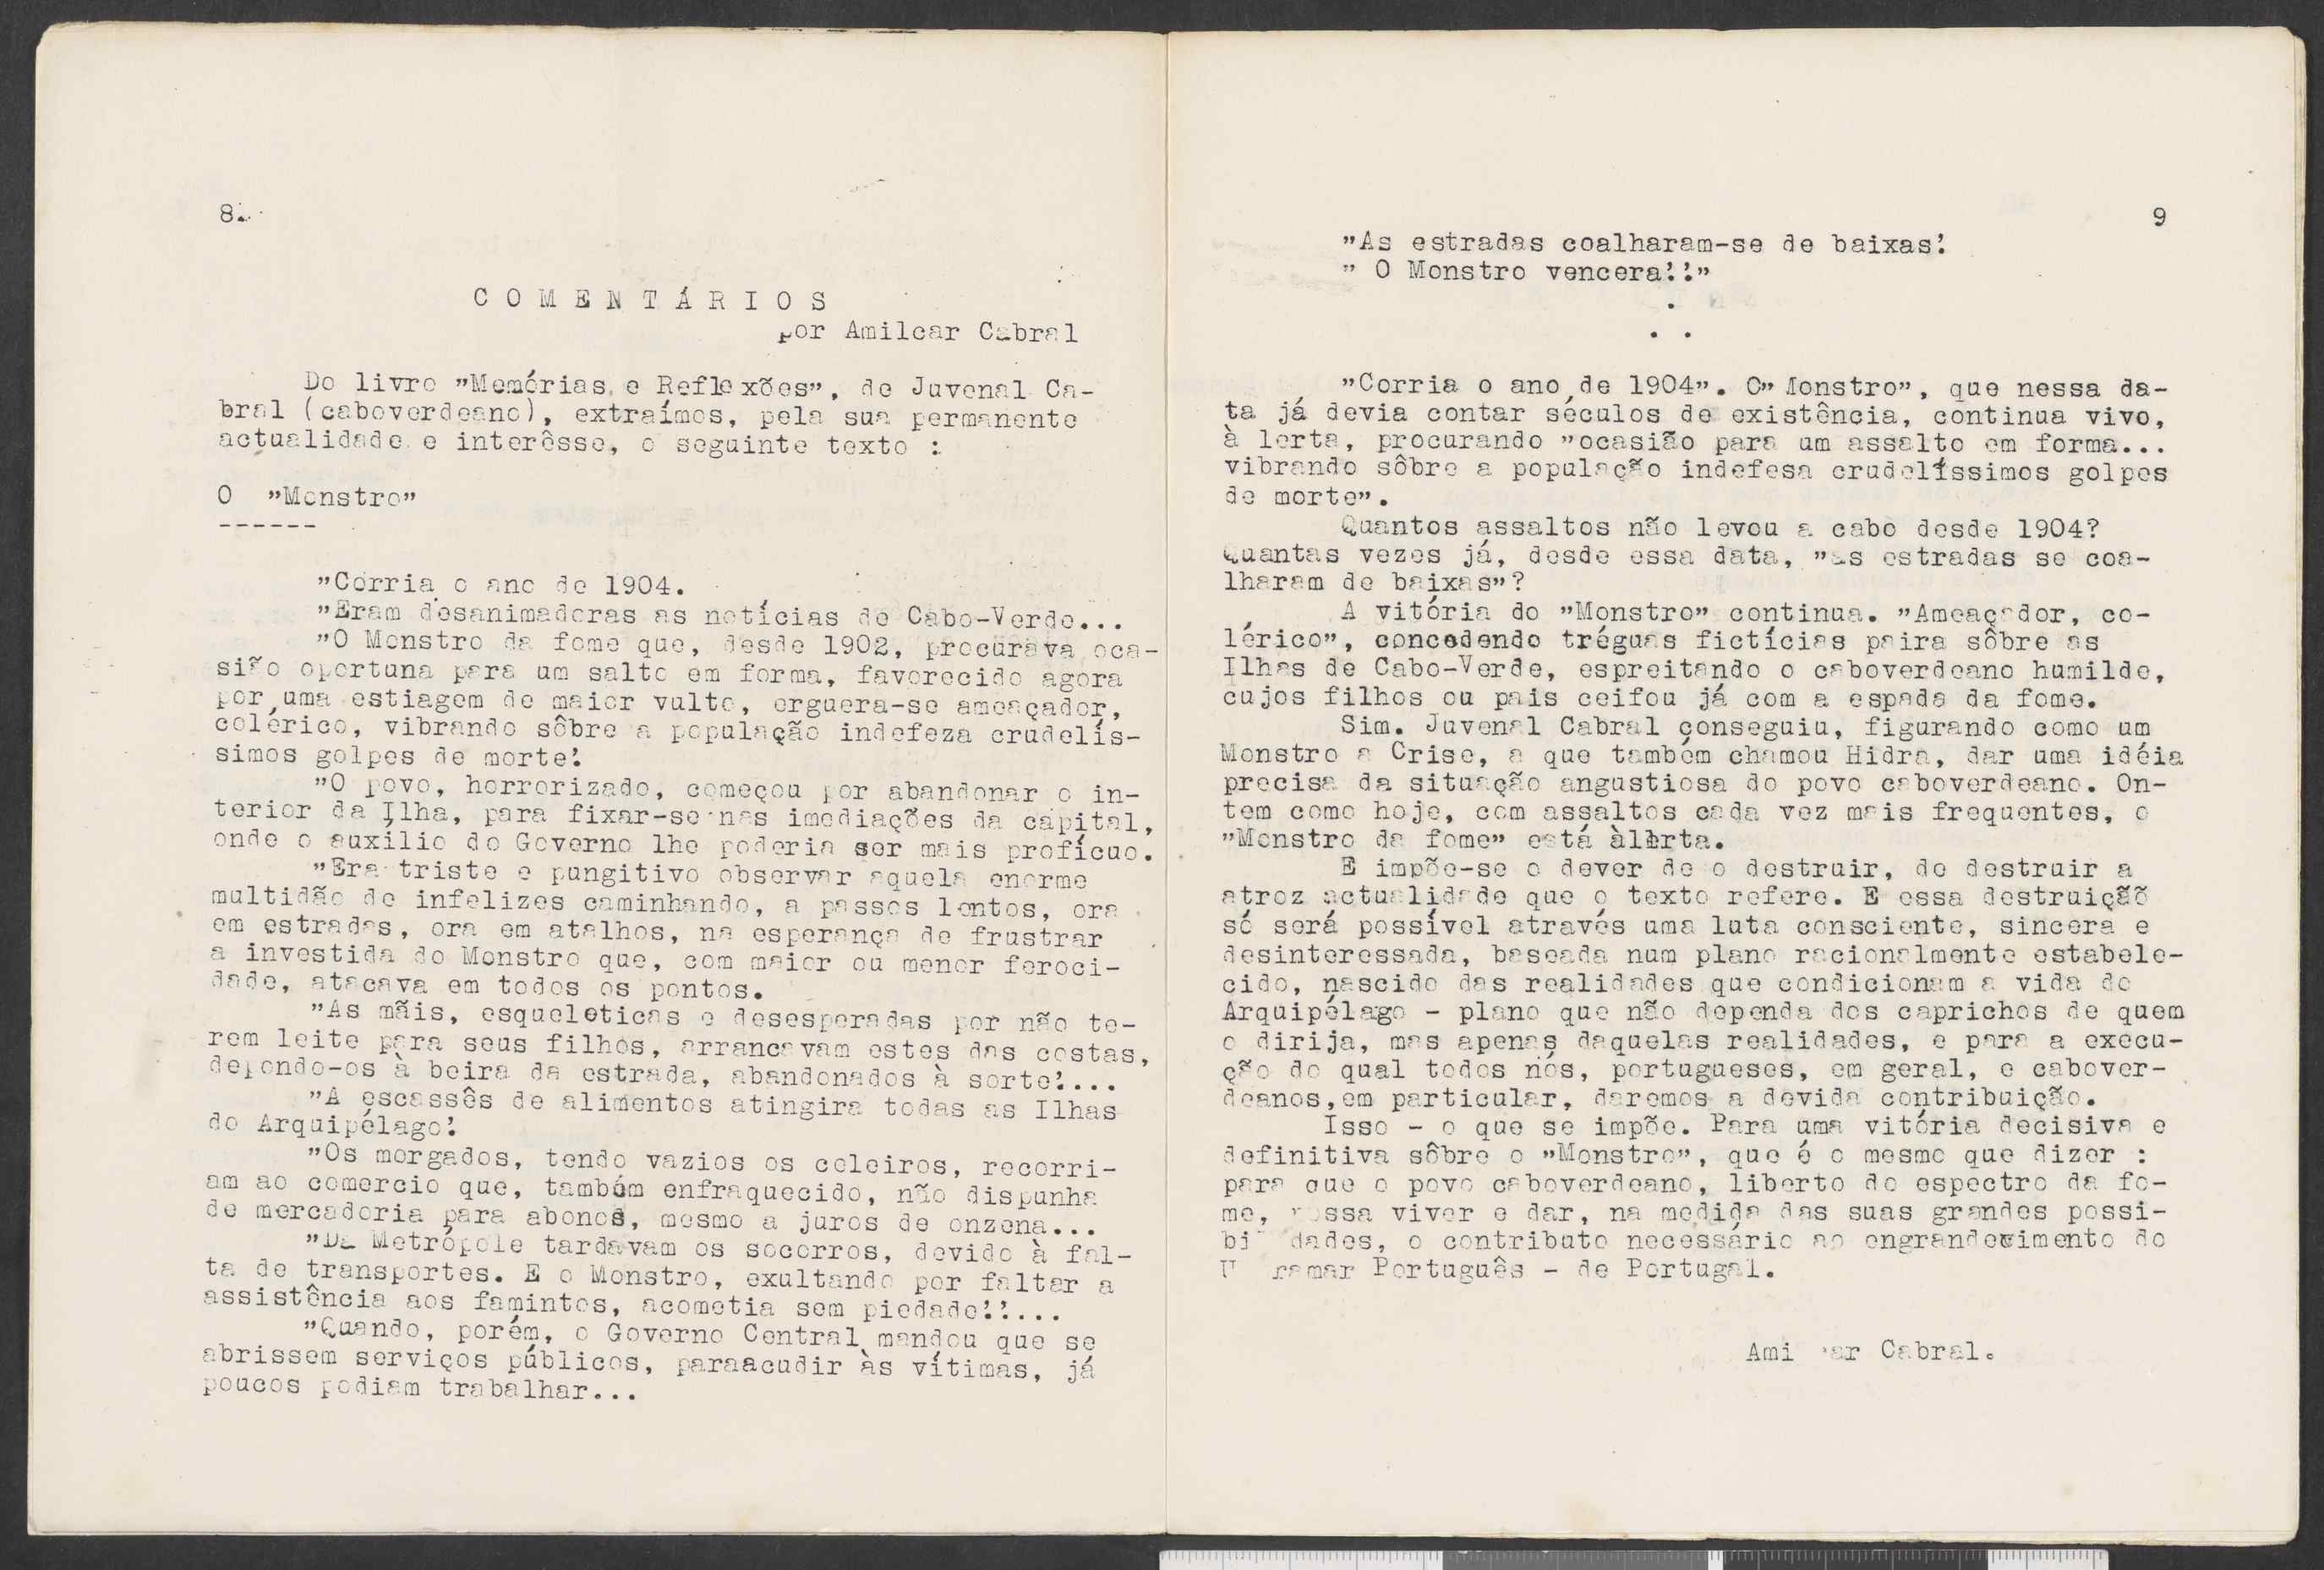 8.
C O M E N T Á R I O S
por Amilcar Cabral
Do livro "Memórias e Reflexões", de Juvenal Ca-
bral (caboverdeano), extraímos, pela sua permanente
actualidade e interêsse, o seguinte texto :
O "Monstro"
------
"Corria o ano de 1904.
"Eram desanimadoras as notícias de Cabo-Verde...
"O Monstro da fome que, desde 1902, procurava oca-
sião oportuna para um salto em forma, favorecido agora
por uma estiagem de maior vulto, erguera-se ameaçador,
colérico, vibrando sôbre a população indefeza crudelís-
simos golpes de morte!
"O povo, horrorizado, começou por abandonar o in-
terior da Ilha, para fixar-se nas imediações da cápital,
onde o auxilio do Governo lhe poderia ser mais profícuo.
"Era triste e pungitivo observar aquela enorme
multidão de infelizes caminhando, a passos lentos, ora
em estradas, ora em atalhos, na esperança de frustrar
a investida do Monstro que, com maior ou menor feroci-
dade, atacava em todos os pontos.
"As mãis, esqueleticas e desesperadas por não te-
rem leite para seus filhos, arrancavam estes das costas,
depondo-os à beira da estrada, abandonados à sorte!...
"A escassês de alimentos atingira todas as Ilhas
do Arquipélago!
"Os morgados, tendo vazios os celeiros, recorri-
am ao comercio que, também enfraquecido, não dispunha
de mercadoria para abonos, mesmo a juros de onzena...
"Da Metrópole tardavam os socorros, devido à fal-
ta de transportes. E o Monstro, exultando por faltar a
assistência aos famintos, acometia sem piedade!!...
"Quando, porém, o Governo Central mandou que se
abrissem serviços públicos, paraacudir às vítimas, já
poucos podiam trabalhar...
9
"As estradas coalharam-se de baixas!
" O Monstro vencera!!"
.
. .
"Corria o ano de 1904". O" Monstro", que nessa da-
ta já devia contar séculos de existência, continua vivo,
à lerta, procurando "ocasião para um assalto em forma...
vibrando sôbre a população indefesa crudelíssimos golpes
de morte".
Quantos assaltos não levou a cabo desde 1904?
Quantas vezes já, desde essa data, "as estradas se coa-
lharam de baixas"?
A vitória do "Monstro" continua. "Ameaçador, co-
lérico", concedendo tréguas fictícias paira sôbre as
Ilhas de Cabo-Verde, espreitando o caboverdeano humilde,
cujos filhos ou pais ceifou já com a espada da fome.
Sim. Juvenal Cabral conseguiu, figurando como um
Monstro a Crise, a que também chamou Hidra, dar uma idéia
precisa da situação angustiosa do povo caboverdeano. On-
tem como hoje, com assaltos cada vez mais frequentes, o
"Monstro da fome" está àlerta.
E impõe-se o dever de o destruir, de destruir a
atroz actualidade que o texto refere. E essa destruiçãõ
só será possível através uma luta consciente, sincera e
desinteressada, baseada num plano racionalmente estabele-
cido, nascido das realidades que condicionam a vida do
Arquipélago - plano que não dependa dos caprichos de quem
o dirija, mas apenas daquelas realidades, e para a execu-
ção do qual todos nós, portugueses, em geral, e cabover-
deanos,em particular, daremos a devida contribuição.
Isso - o que se impõe. Para uma vitória decisiva e
definitiva sôbre o "Monstro", que é o mesmo que dizer :
para que o povo caboverdeano, liberto do espectro da fo-
me, possa viver e dar, na medida das suas grandes possi-
bilidades, o contributo necessário ao engrandecimento do
Ultramar Português - de Portugal.
Amilcar Cabral.